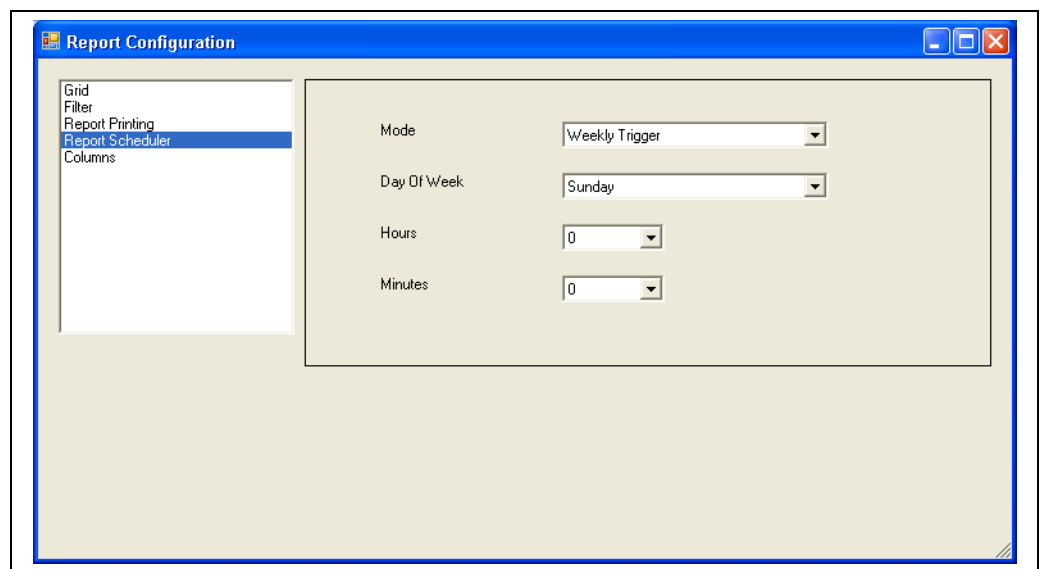 Report Configuration
Grid
Filter
Report Printing
Report Scheduler
Columns
Mode
Weekly Trigger
Day Of Week
Sunday
Hours
0
Minutes
0